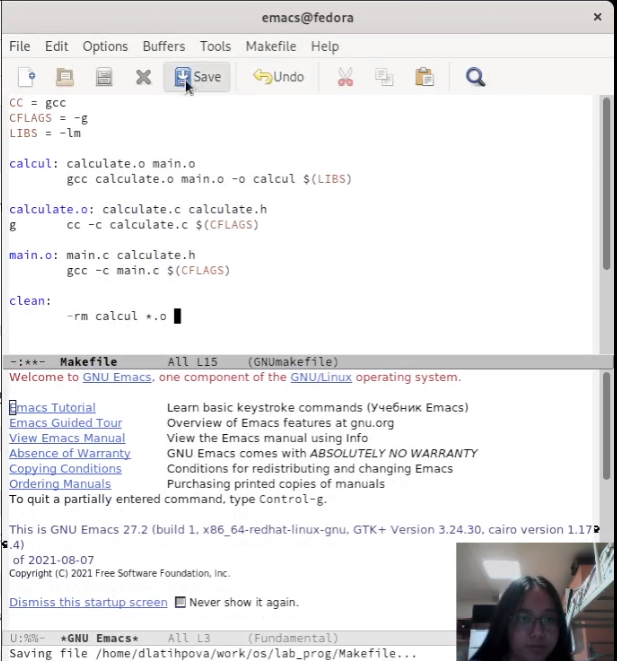 emacs@fedora ×
File Edit Options Buffers Tools Makefile Help
Save Undo
CC = gcc
CFLAGS = -g
LIBS = -lm
calcul: calculate.o main.o
gcc calculate.o main.o -o calcul $(LIBS)
calculate.o: calculate.c calculate.h
g cc -c calculate.c $(CFLAGS)
main.o: main.c calculate.h
gcc -c main.c $(CFLAGS)
clean:
-rm calcul *.o
-:**- Makefile All L15 (GNUmakefile)
Welcome to GNU Emacs, one component of the GNU/Linux operating system.
Emacs Tutorial Learn basic keystroke commands (Учебник Emacs)
Emacs Guided Tour Overview of Emacs features at gnu.org
View Emacs Manual View the Emacs manual using Info
Absence of Warranty GNU Emacs comes with ABSOLUTELY NO WARRANTY
Copying Conditions Conditions for redistributing and changing Emacs
Ordering Manuals Purchasing printed copies of manuals
To quit a partially entered command, type Control-g.
This is GNU Emacs 27.2 (build 1, x86_64-redhat-linux-gnu, GTK+ Version 3.24.30, cairo version 1.17
.4)
of 2021-08-07
Copyright (C) 2021 Free Software Foundation, Inc.
Dismiss this startup screen Never show it again.
U:%%- *GNU Emacs* All L3 (Fundamental)
Saving file /home/dlatihpova/work/os/lab_prog/Makefile...